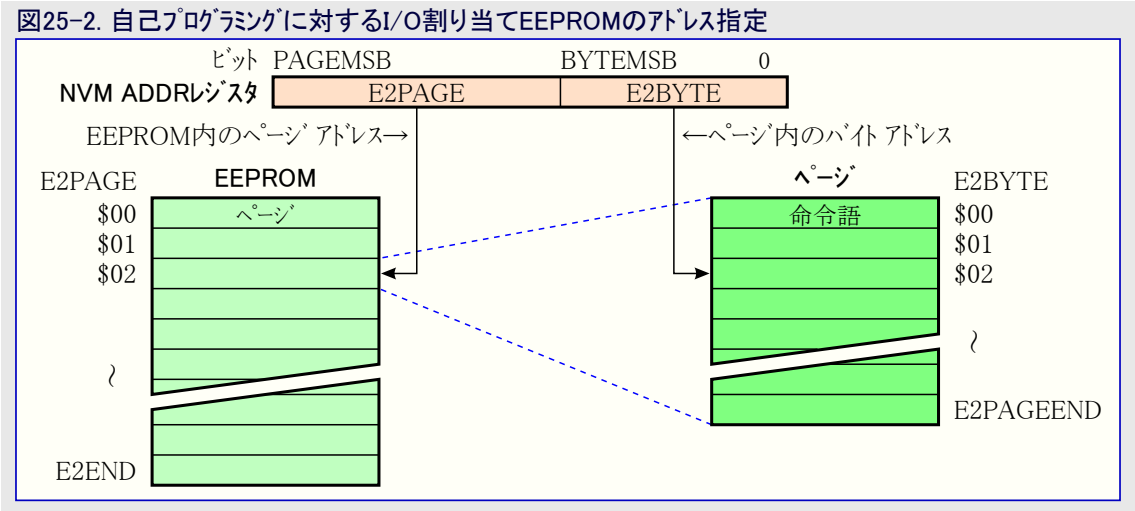 図25-2. 自己プログラミングに対するI/O割り当てEEPROMのアドレス指定
ビット PAGEMSB BYTEMSB 0
NVM ADDRレジスタ E2PAGE E2BYTE
EEPROM内のページ アドレス→ ←ページ内のバイト アドレス
E2PAGE EEPROM ページ E2BYTE
$00 ページ 命令語 $00
$01 $01
$02 $02
~ ~
E2PAGEEND
E2END